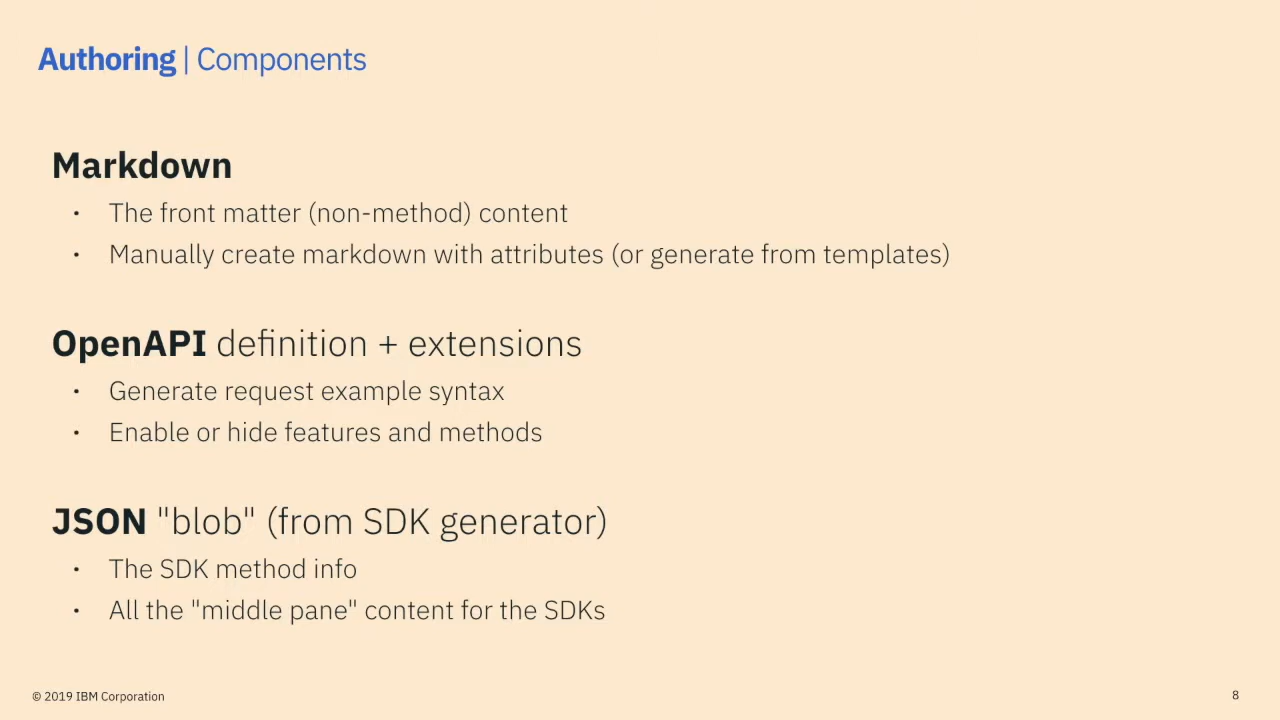 Authoring | Components
Markdown
• The front matter (non-method) content
• Manually create markdown with attributes (or generate from templates)
OpenAPI definition + extensions
• Generate request example syntax
• Enable or hide features and methods
JSON "blob" (from SDK generator)
• The SDK method info
• All the "middle pane" content for the SDKs
© 2019 IBM Corporation
8